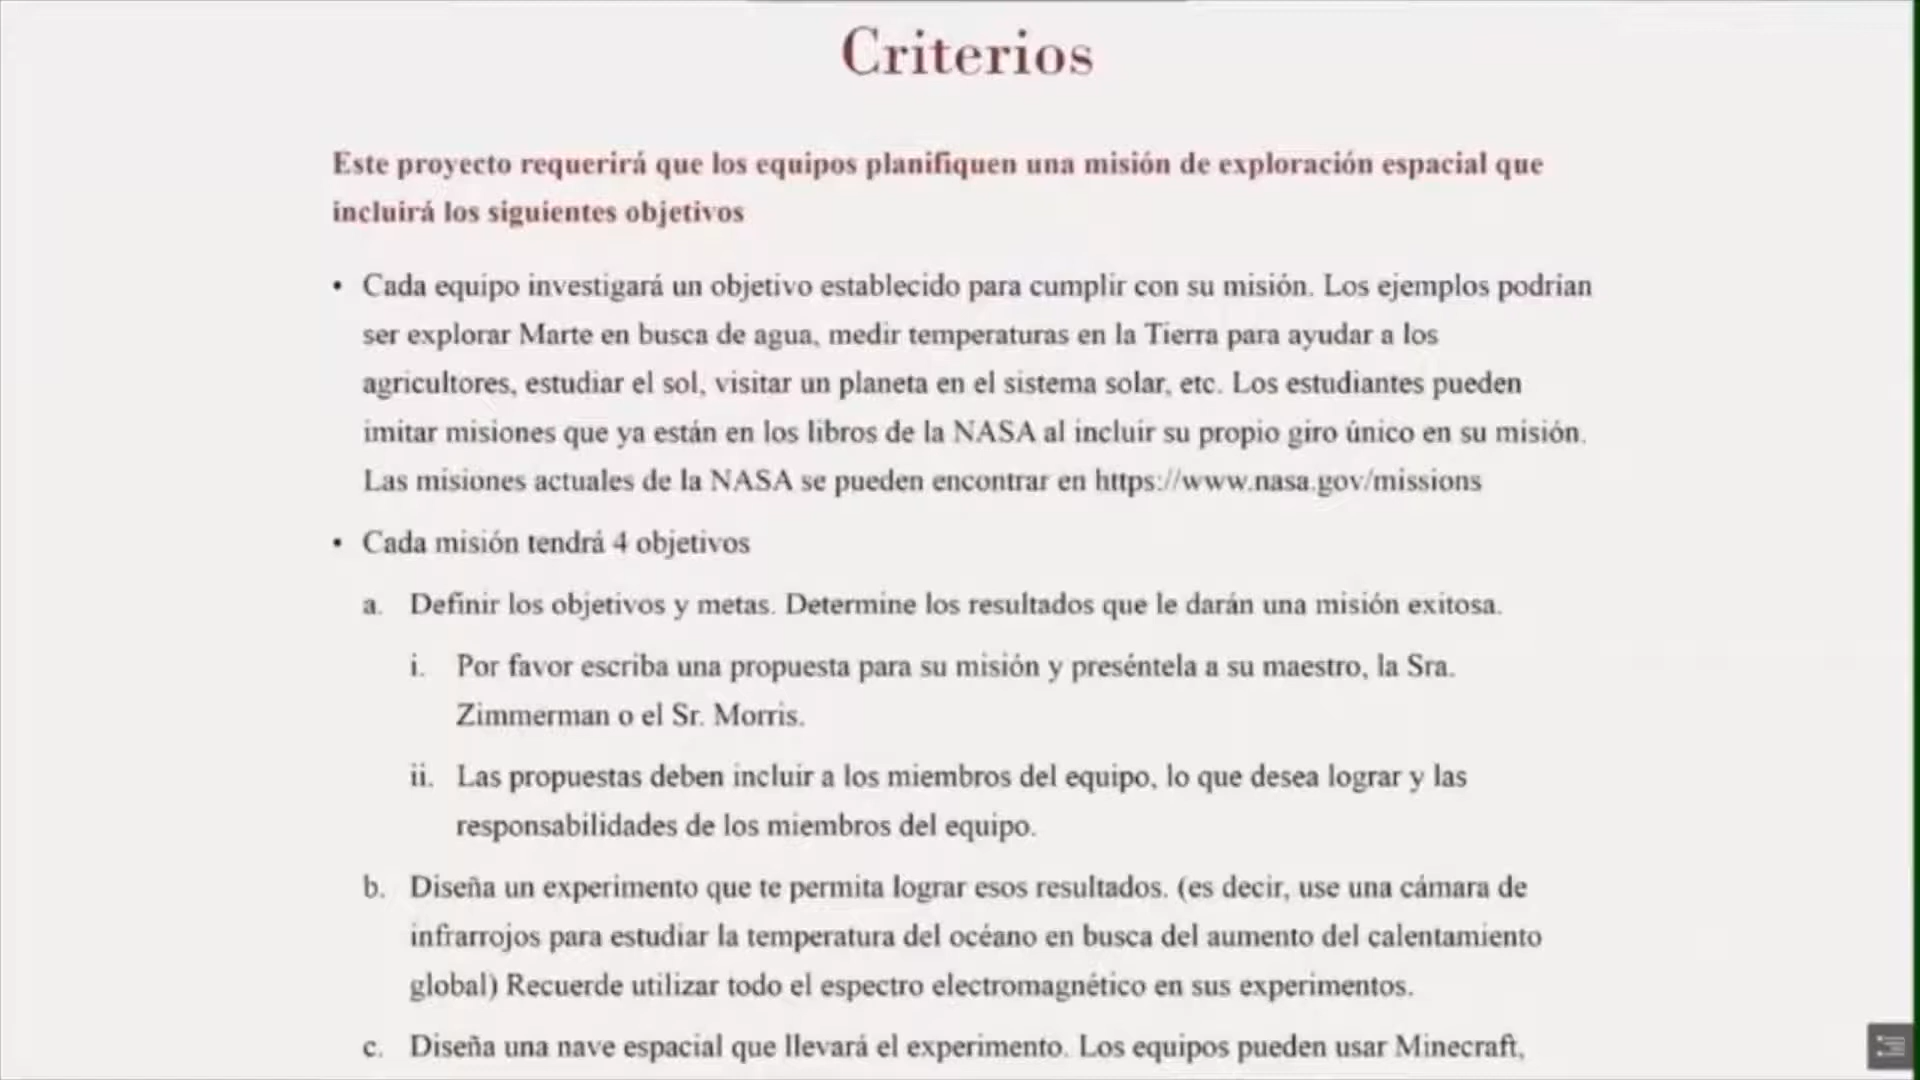 Criterios
Este proyecto requerirá que los equipos planifiquen una misión de exploración espacial que
incluirá los siguientes objetivos
• Cada equipo investigará un objetivo establecido para cumplir con su misión. Los ejemplos podrían
ser explorar Marte en busca de agua, medir temperaturas en la Tierra para ayudar a los
agricultores, estudiar el sol, visitar un planeta en el sistema solar, etc. Los estudiantes pueden
imitar misiones que ya están en los libros de la NASA al incluir su propio giro único en su misión.
Las misiones actuales de la NASA se pueden encontrar en https://www.nasa.gov/missions
• Cada misión tendrá 4 objetivos
a. Definir los objetivos y metas. Determine los resultados que le darán una misión exitosa.
i. Por favor escriba una propuesta para su misión y preséntela a su maestro, la Sra.
Zimmerman o el Sr. Morris.
ii. Las propuestas deben incluir a los miembros del equipo, lo que desea lograr y las
responsabilidades de los miembros del equipo.
b. Diseña un experimento que te permita lograr esos resultados. (es decir, use una cámara de
infrarrojos para estudiar la temperatura del océano en busca del aumento del calentamiento
global) Recuerde utilizar todo el espectro electromagnético en sus experimentos.
c. Diseña una nave espacial que llevará el experimento. Los equipos pueden usar Minecraft,